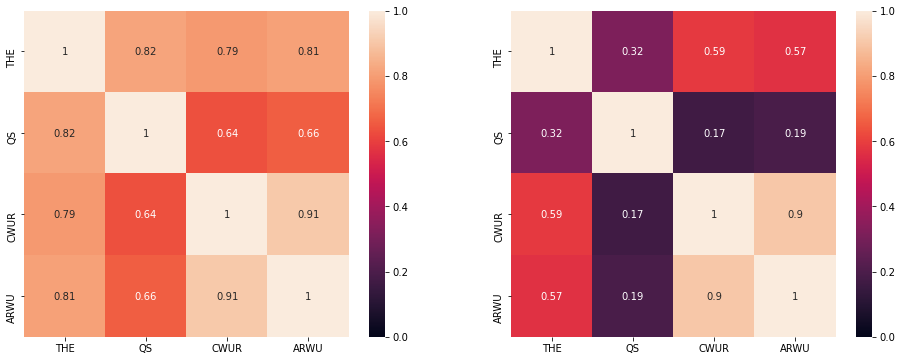 THE 1 0.82 0.79 0.81
QS 0.82 1 0.64 0.66
CWUR 0.79 0.64 1 0.91
ARWU 0.81 0.66 0.91 1
THE QS CWUR ARWU
1.0
0.8
0.6
0.4
0.2
0.0
THE 1 0.32 0.59 0.57
QS 0.32 1 0.17 0.19
CWUR 0.59 0.17 1 0.9
ARWU 0.57 0.19 0.9 1
THE QS CWUR ARWU
1.0
0.8
0.6
0.4
0.2
0.0